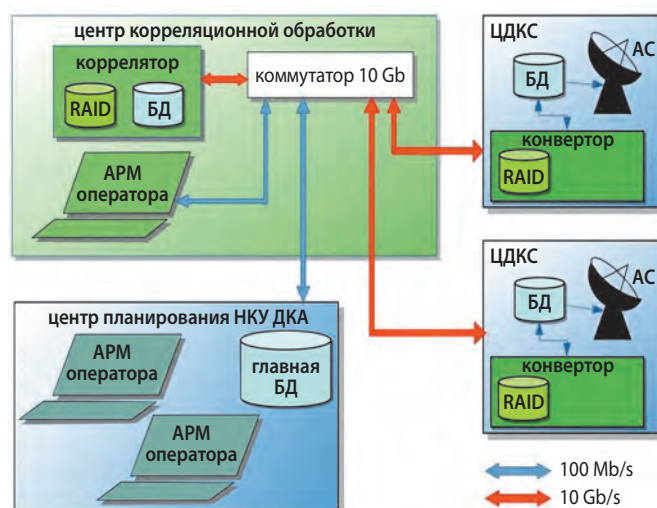 центр корреляционной обработки
коррелятор
RAID
БД
коммутатор 10 Gb
АРМ
оператора
центр планирования НКУ ДКА
АРМ
оператора
главная
БД
АРМ
оператора
ЦДКС
АС
БД
конвертор
RAID
ЦДКС
АС
БД
конвертор
RAID
100 Mb/s
10 Gb/s